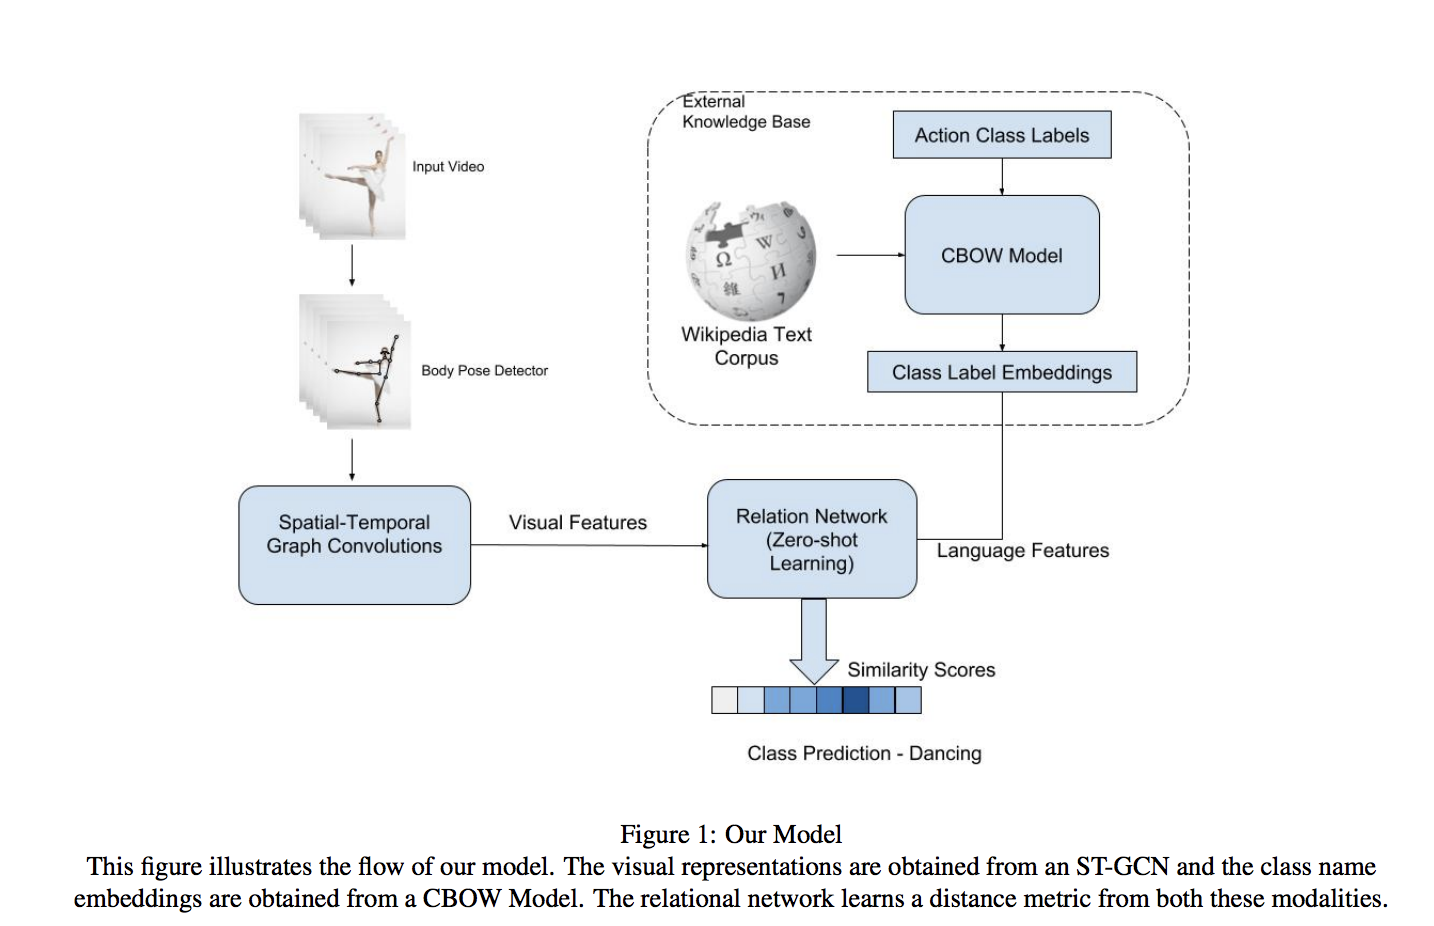 External
Knowledge Base
Action Class Labels
Input Video
CBOW Model
Ω
W
И
維
Wikipedia Text
Corpus
Class Label Embeddings
Body Pose Detector
Spatial-Temporal
Graph Convolutions
Visual Features
Relation Network
(Zero-shot
Learning)
Language Features
Similarity Scores
Class Prediction - Dancing
Figure 1: Our Model
This figure illustrates the flow of our model. The visual representations are obtained from an ST-GCN and the class name
embeddings are obtained from a CBOW Model. The relational network learns a distance metric from both these modalities.